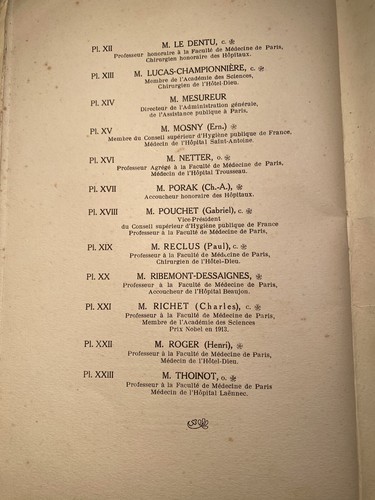 Pl. XII M. LE DENTU, C. ❀
Professeur honoraire à la Faculté de Médecine de Paris,
Chirurgien honoraire des Hôpitaux.
Pl. XIII M. LUCAS-CHAMPIONNIÈRE, C. ❀
Membre de l'Académie des Sciences,
Chirurgien de l'Hôtel-Dieu.
Pl. XIV M. MESUREUR
Directeur de l'Administration générale,
de l'Assistance publique à Paris.
Pl. XV M. MOSNY (Ern.) ❀
Membre du Conseil supérieur d'Hygiène publique de France,
Médecin de l'Hôpital Saint-Antoine.
Pl. XVI M. NETTER, O. ❀
Professeur Agrégé à la Faculté de Médecine de Paris,
Médecin de l'Hôpital Trousseau.
Pl. XVII M. PORAK (Ch.-A.), ❀
Accoucheur honoraire des Hôpitaux.
Pl. XVIII M. POUCHET (Gabriel), C. ❀
Vice-Président
du Conseil supérieur d'Hygiène publique de France
Professeur à la Faculté de Médecine de Paris,
Pl. XIX M. RECLUS (Paul), C. ❀
Professeur à la Faculté de Médecine de Paris,
Chirurgien de l'Hôtel-Dieu.
Pl. XX M. RIBEMONT-DESSAIGNES, ❀
Professeur à la Faculté de Médecine de Paris,
Accoucheur de l'Hôpital Beaujon.
Pl. XXI M. RICHET (Charles), C. ❀
Professeur à la Faculté de Médecine de Paris,
Membre de l'Académie des Sciences
Prix Nobel en 1913.
Pl. XXII M. ROGER (Henri), ❀
Professeur à la Faculté de Médecine de Paris,
Médecin de l'Hôtel-Dieu.
Pl. XXIII M. THOINOT, O. ❀
Professeur à la Faculté de Médecine de Paris
Médecin de l'Hôpital Laënnec.